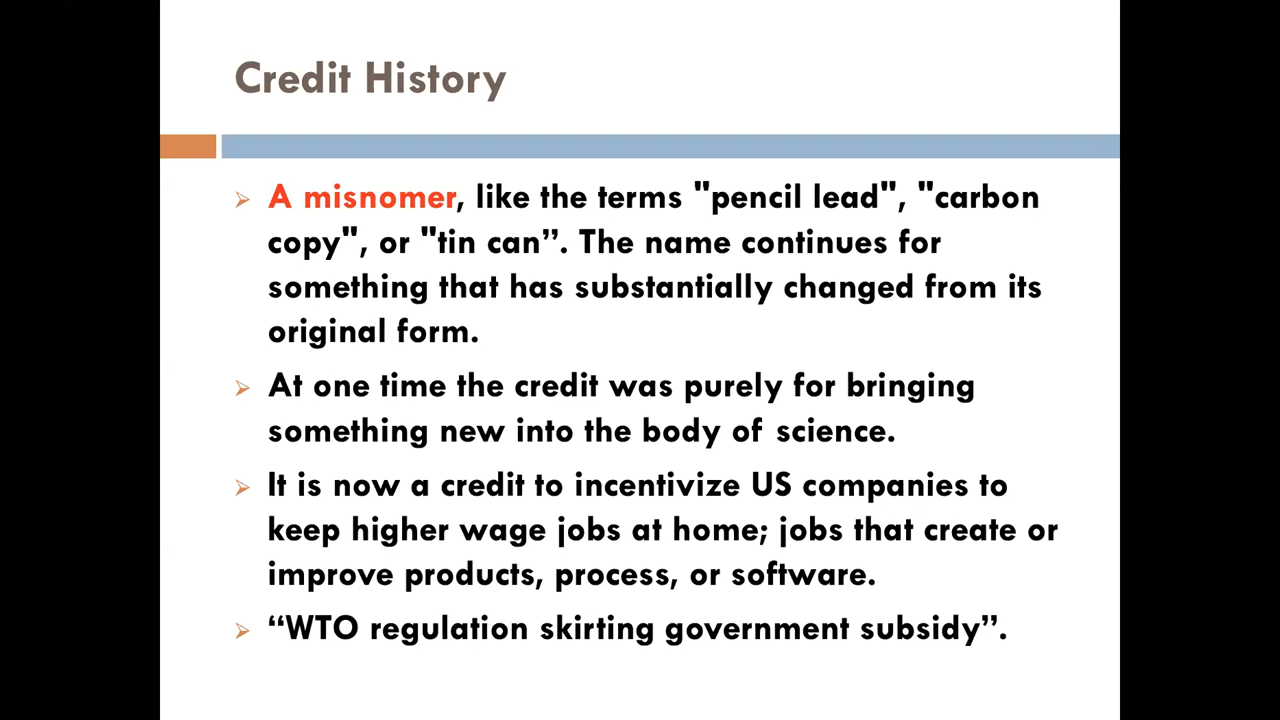 Credit History
A misnomer, like the terms "pencil lead", "carbon
copy", or "tin can”. The name continues for
something that has substantially changed from its
original form.
At one time the credit was purely for bringing
something new into the body of science.
It is now a credit to incentivize US companies to
keep higher wage jobs at home; jobs that create or
improve products, process, or software.
“WTO regulation skirting government subsidy”.